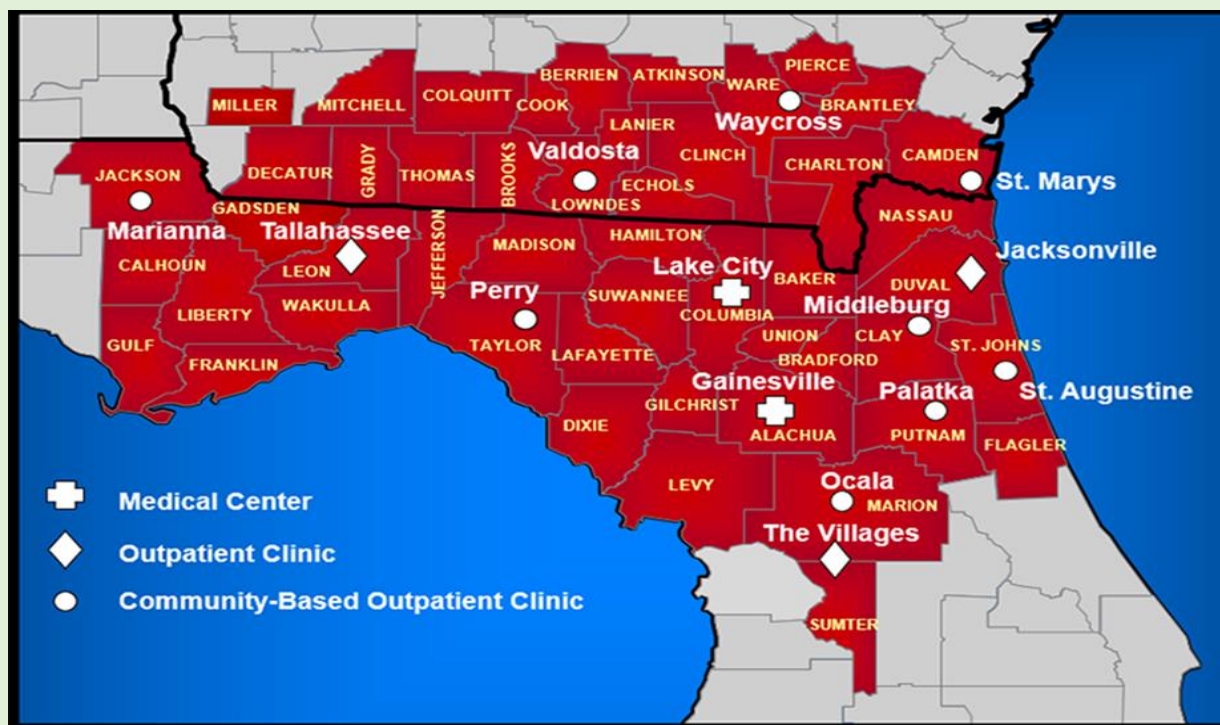 PIERCE
BERRIEN
ATKINSON
WARE
MILLER
MITCHELL
COLQUITT
COOK
BRANTLEY
LANIER
Waycross
Valdosta
CLINCH
CAMDEN
JACKSON
DECATUR
GRADY
THOMAS
BROOKS
ECHOLS
CHARLTON
St. Marys
LOWNDES
GADSDEN
NASSAU
Marianna
Tallahassee
JEFFERSON
MADISON
HAMILTON
Jacksonville
CALHOUN
LEON
Lake City
BAKER
DUVAL
Perry
SUWANNEE
WAKULLA
Middleburg
LIBERTY
COLUMBIA
GULF
TAYLOR
LAFAYETTE
UNION
CLAY
ST. JOHNS
FRANKLIN
BRADFORD
Gainesville
Palatka
St. Augustine
GILCHRIST
DIXIE
ALACHUA
PUTNAM
FLAGLER
LEVY
Ocala
MARION
Medical Center
The Villages
Outpatient Clinic
Community-Based Outpatient Clinic
SUMTER